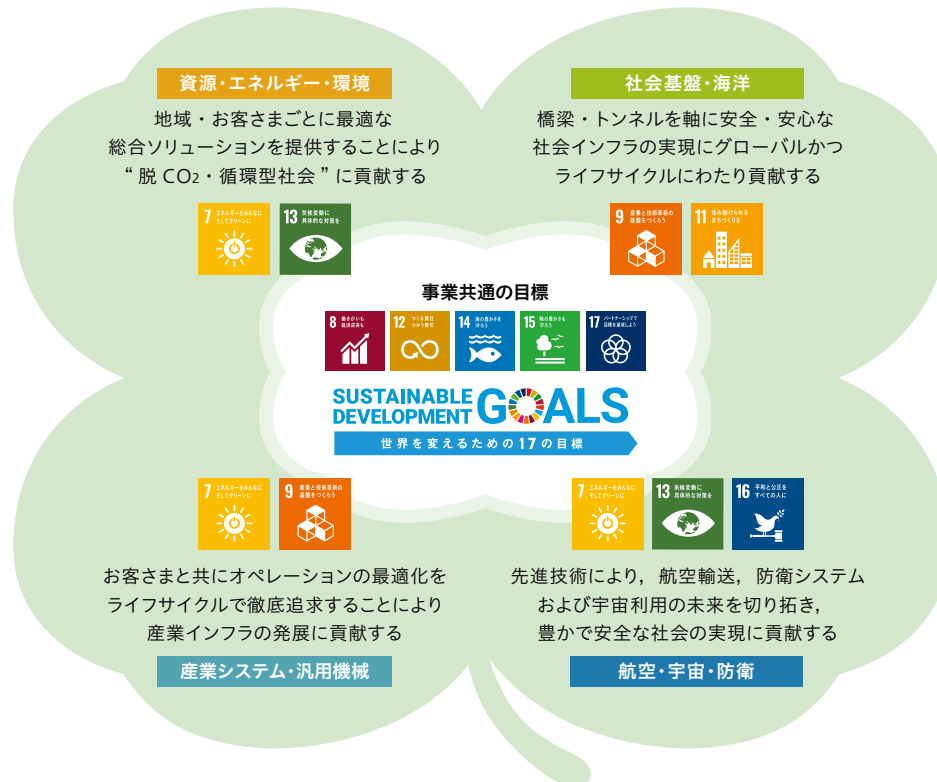 資源・エネルギー・環境
地域・お客さまごとに最適な
総合ソリューションを提供することにより
“ 脱 CO₂・循環型社会 ” に貢献する
7 エネルギーをみんなに
そしてクリーンに
13 気候変動に
具体的な対策を
社会基盤・海洋
橋梁・トンネルを軸に安全・安心な
社会インフラの実現にグローバルかつ
ライフサイクルにわたり貢献する
9 産業と技術革新の
基盤をつくろう
11 住み続けられる
まちづくりを
事業共通の目標
8 働きがいも
経済成長も
12 つくる責任
つかう責任
14 海の豊かさを
守ろう
15 陸の豊かさも
守ろう
17 パートナーシップで
目標を達成しよう
SUSTAINABLE
DEVELOPMENT
GOALS
世界を変えるための17の目標
7 エネルギーをみんなに
そしてクリーンに
9 産業と技術革新の
基盤をつくろう
お客さまと共にオペレーションの最適化を
ライフサイクルで徹底追求することにより
産業インフラの発展に貢献する
産業システム・汎用機械
7 エネルギーをみんなに
そしてクリーンに
13 気候変動に
具体的な対策を
16 平和と公正を
すべての人に
先進技術により，航空輸送，防衛システム
および宇宙利用の未来を切り拓き，
豊かで安全な社会の実現に貢献する
航空・宇宙・防衛